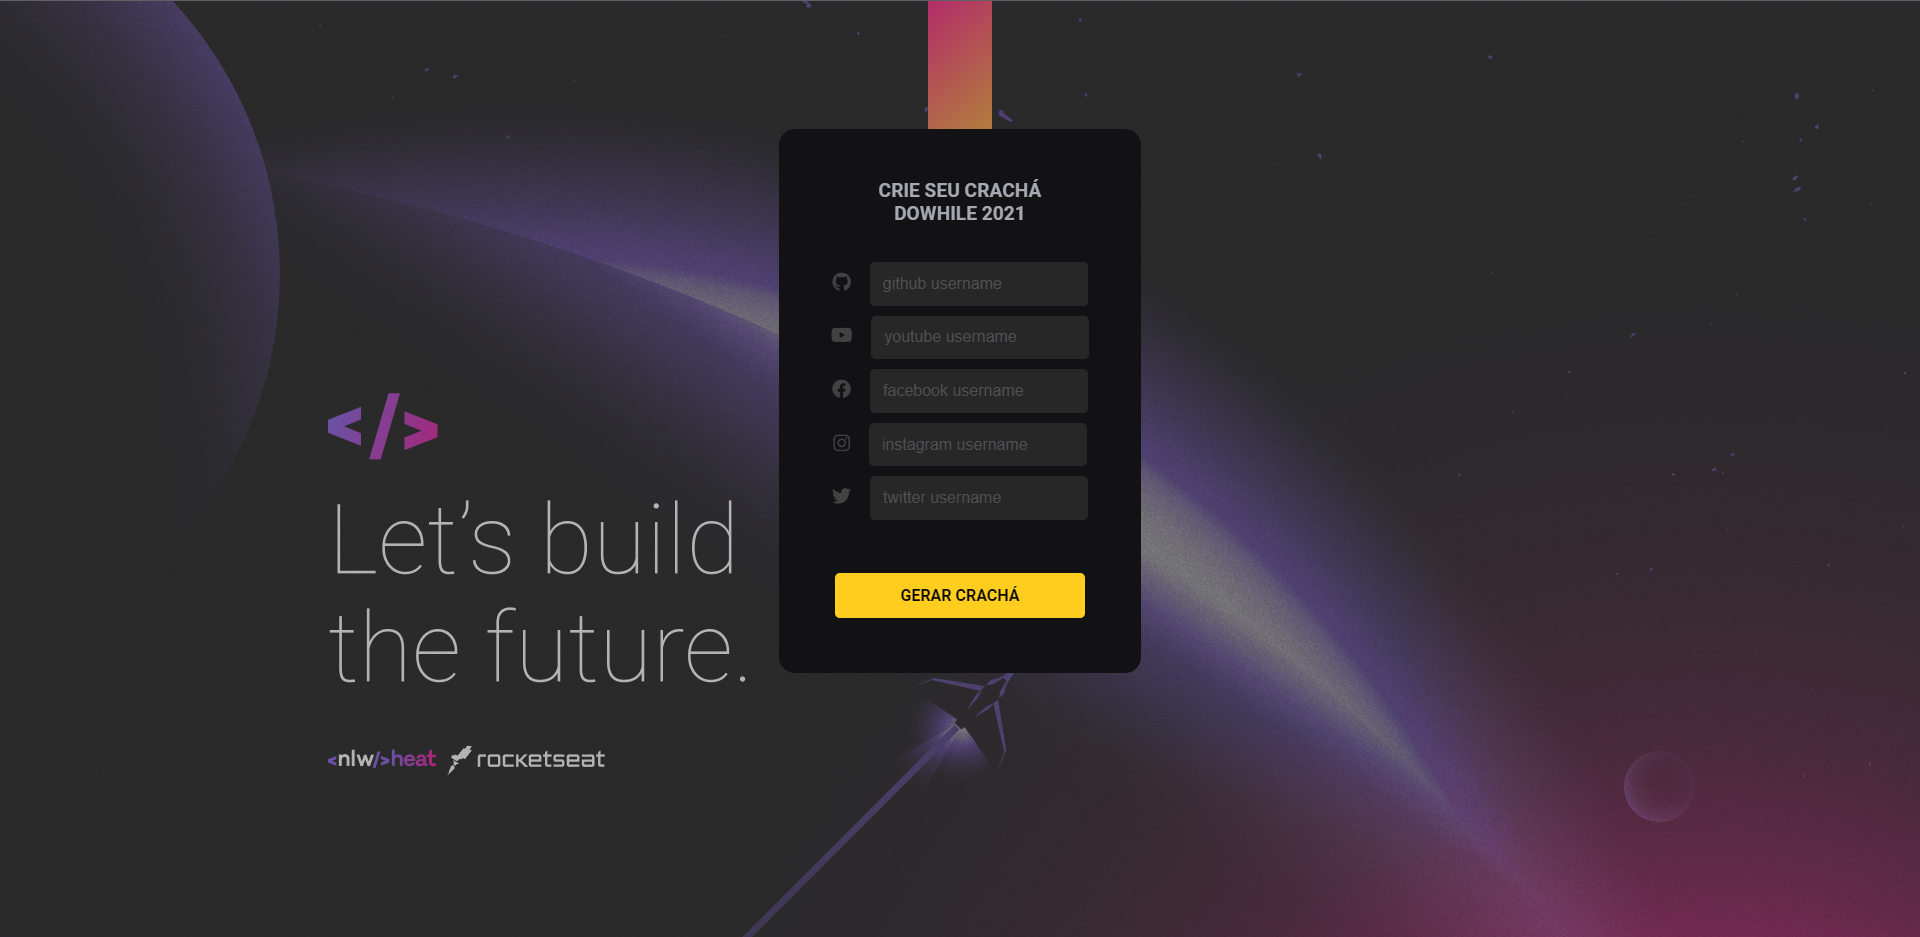 CRIE SEU CRACHÁ
DOWHILE 2021
github username
youtube username
facebook username
instagram username
twitter username
GERAR CRACHÁ
</>
Let’s build
the future.
<nlw/>heat rocketseat